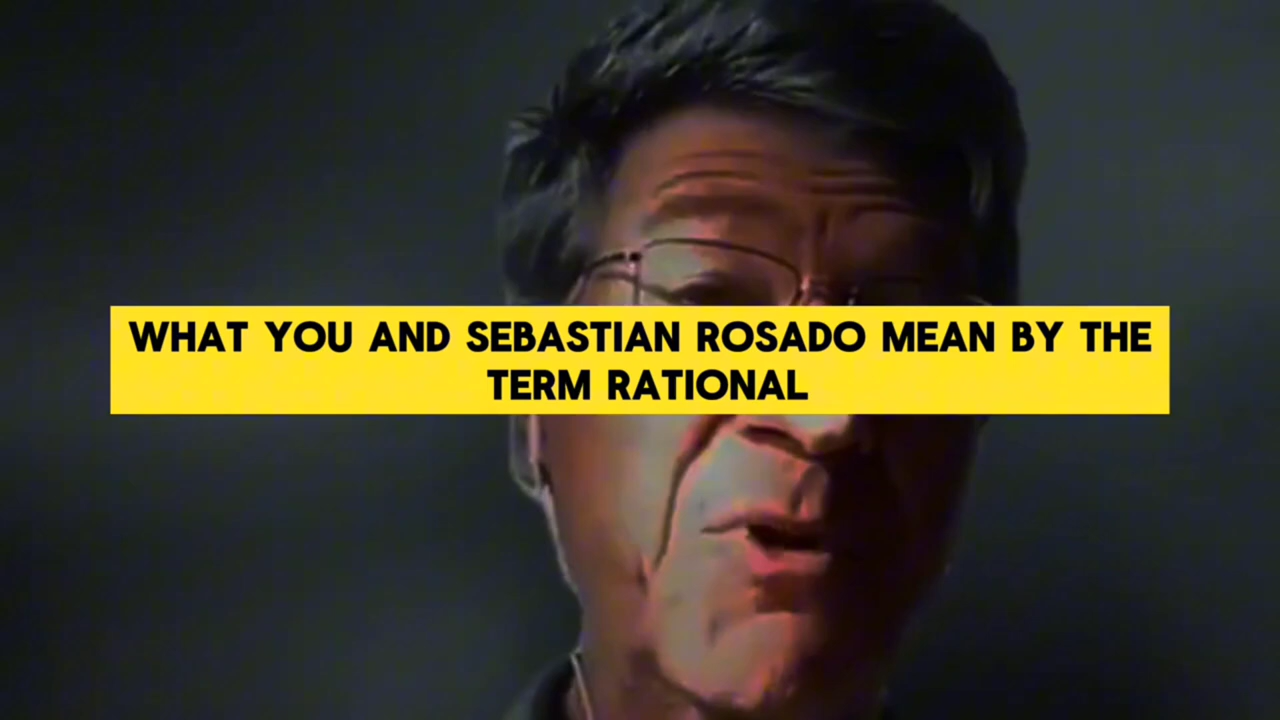 WHAT YOU AND SEBASTIAN ROSADO MEAN BY THE
TERM RATIONAL